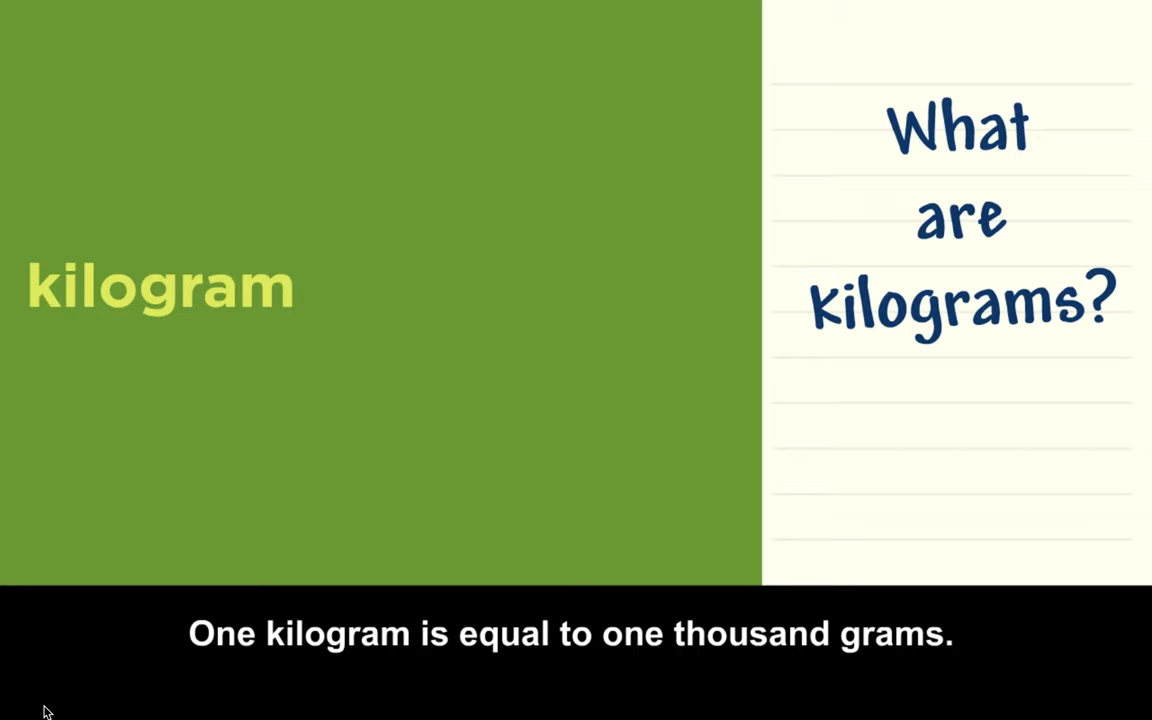 kilogram
What
are
kilograms?
One kilogram is equal to one thousand grams.